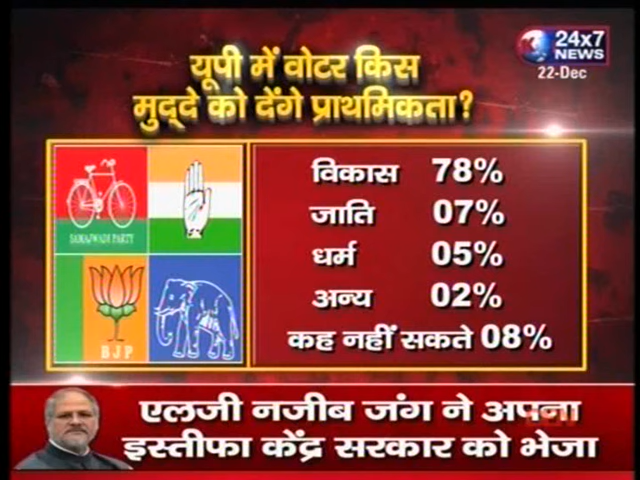 यूपी में वोटर किस
मुद्दे को देंगे प्राथमिकता?
24x7
NEWS
22-Dec
SAMAJWADI PARTY
BJP
विकास 78%
जाति 07%
धर्म 05%
अन्य 02%
कह नहीं सकते 08%
एलजी नजीब जंग ने अपना
इस्तीफा केंद्र सरकार को भेजा
DEN